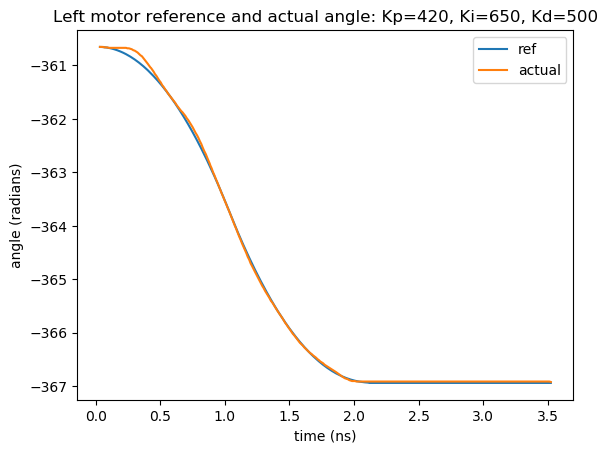 Left motor reference and actual angle: Kp=420, Ki=650, Kd=500
ref
actual
−361
−362
−363
−364
−365
−366
−367
angle (radians)
0.0 0.5 1.0 1.5 2.0 2.5 3.0 3.5
time (ns)